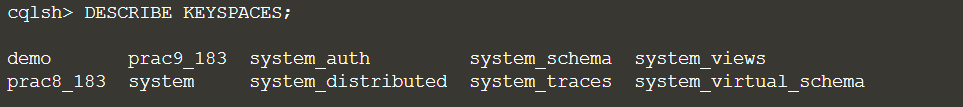 cqlsh> DESCRIBE KEYSPACES;
demo prac9_183 system_auth system_schema system_views
prac8_183 system system_distributed system_traces system_virtual_schema